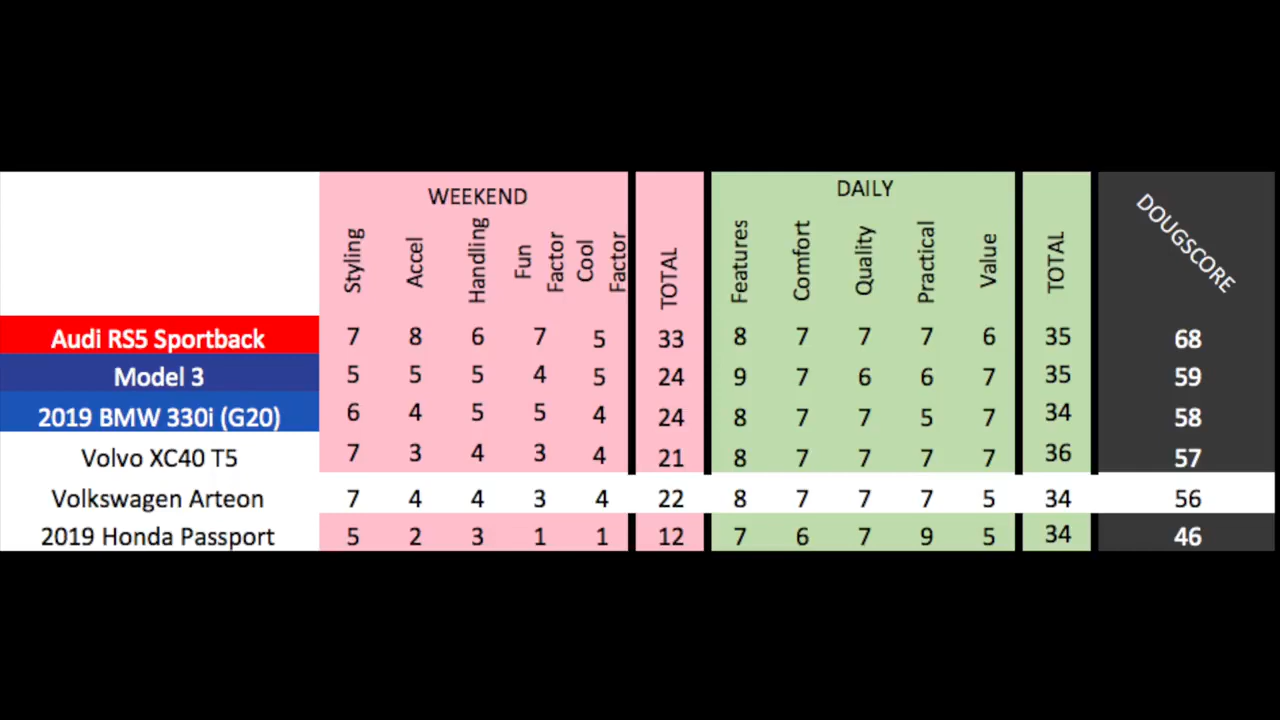 WEEKEND DAILY
Styling Accel Handling Fun Factor Cool Factor TOTAL Features Comfort Quality Practical Value TOTAL DOUGSCORE
Audi RS5 Sportback 7 8 6 7 5 33 8 7 7 7 6 35 68
Model 3 5 5 5 4 5 24 9 7 6 6 7 35 59
2019 BMW 330i (G20) 6 4 5 5 4 24 8 7 7 5 7 34 58
Volvo XC40 T5 7 3 4 3 4 21 8 7 7 7 7 36 57
Volkswagen Arteon 7 4 4 3 4 22 8 7 7 7 5 34 56
2019 Honda Passport 5 2 3 1 1 12 7 6 7 9 5 34 46